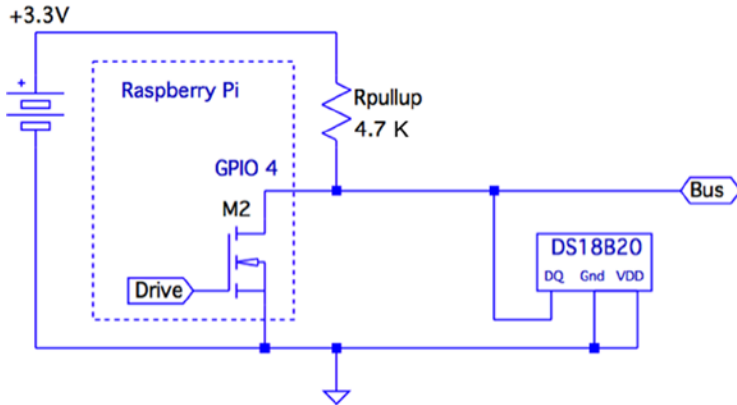 +3.3V
+
Raspberry Pi
Rpullup
4.7 K
GPIO 4
M2
Bus
DS18B20
DQ Gnd VDD
Drive